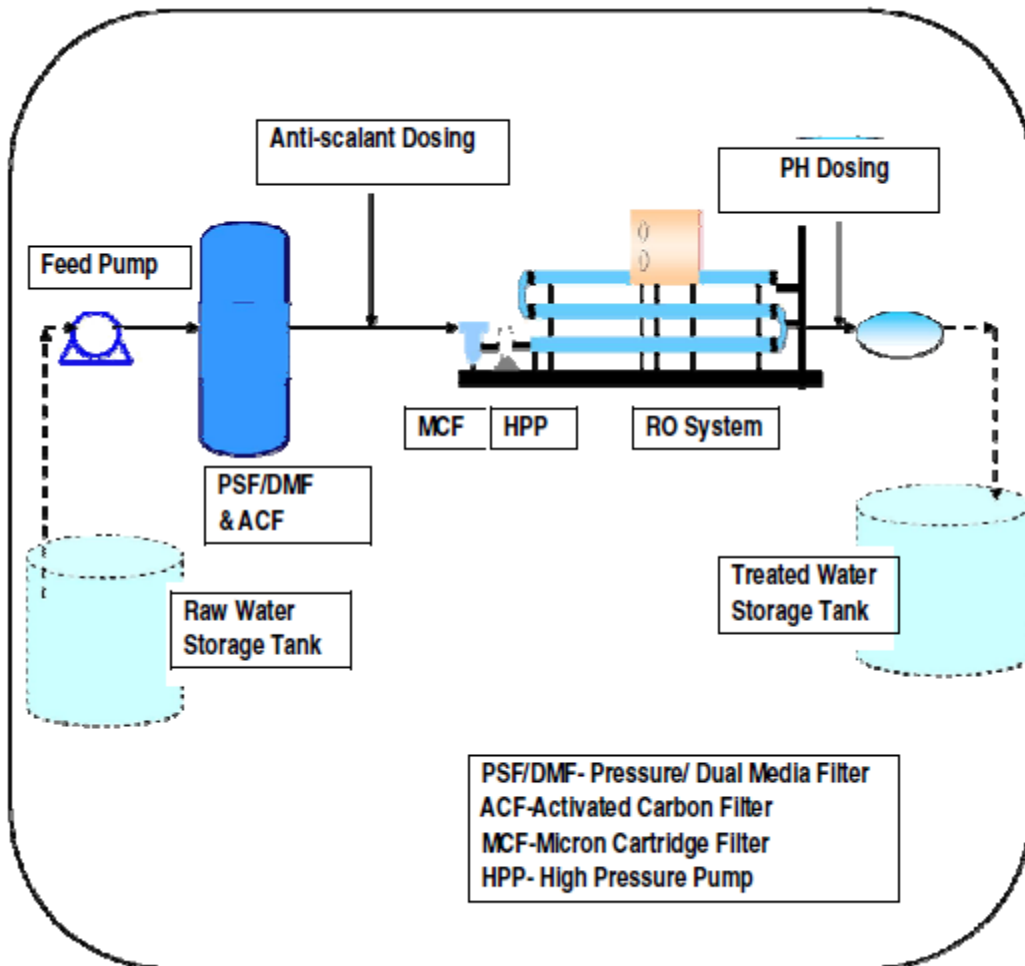 Anti-scalant Dosing
PH Dosing
Feed Pump
MCF
HPP
RO System
PSF/DMF
& ACF
Raw Water
Storage Tank
Treated Water
Storage Tank
PSF/DMF- Pressure/ Dual Media Filter
ACF-Activated Carbon Filter
MCF-Micron Cartridge Filter
HPP- High Pressure Pump